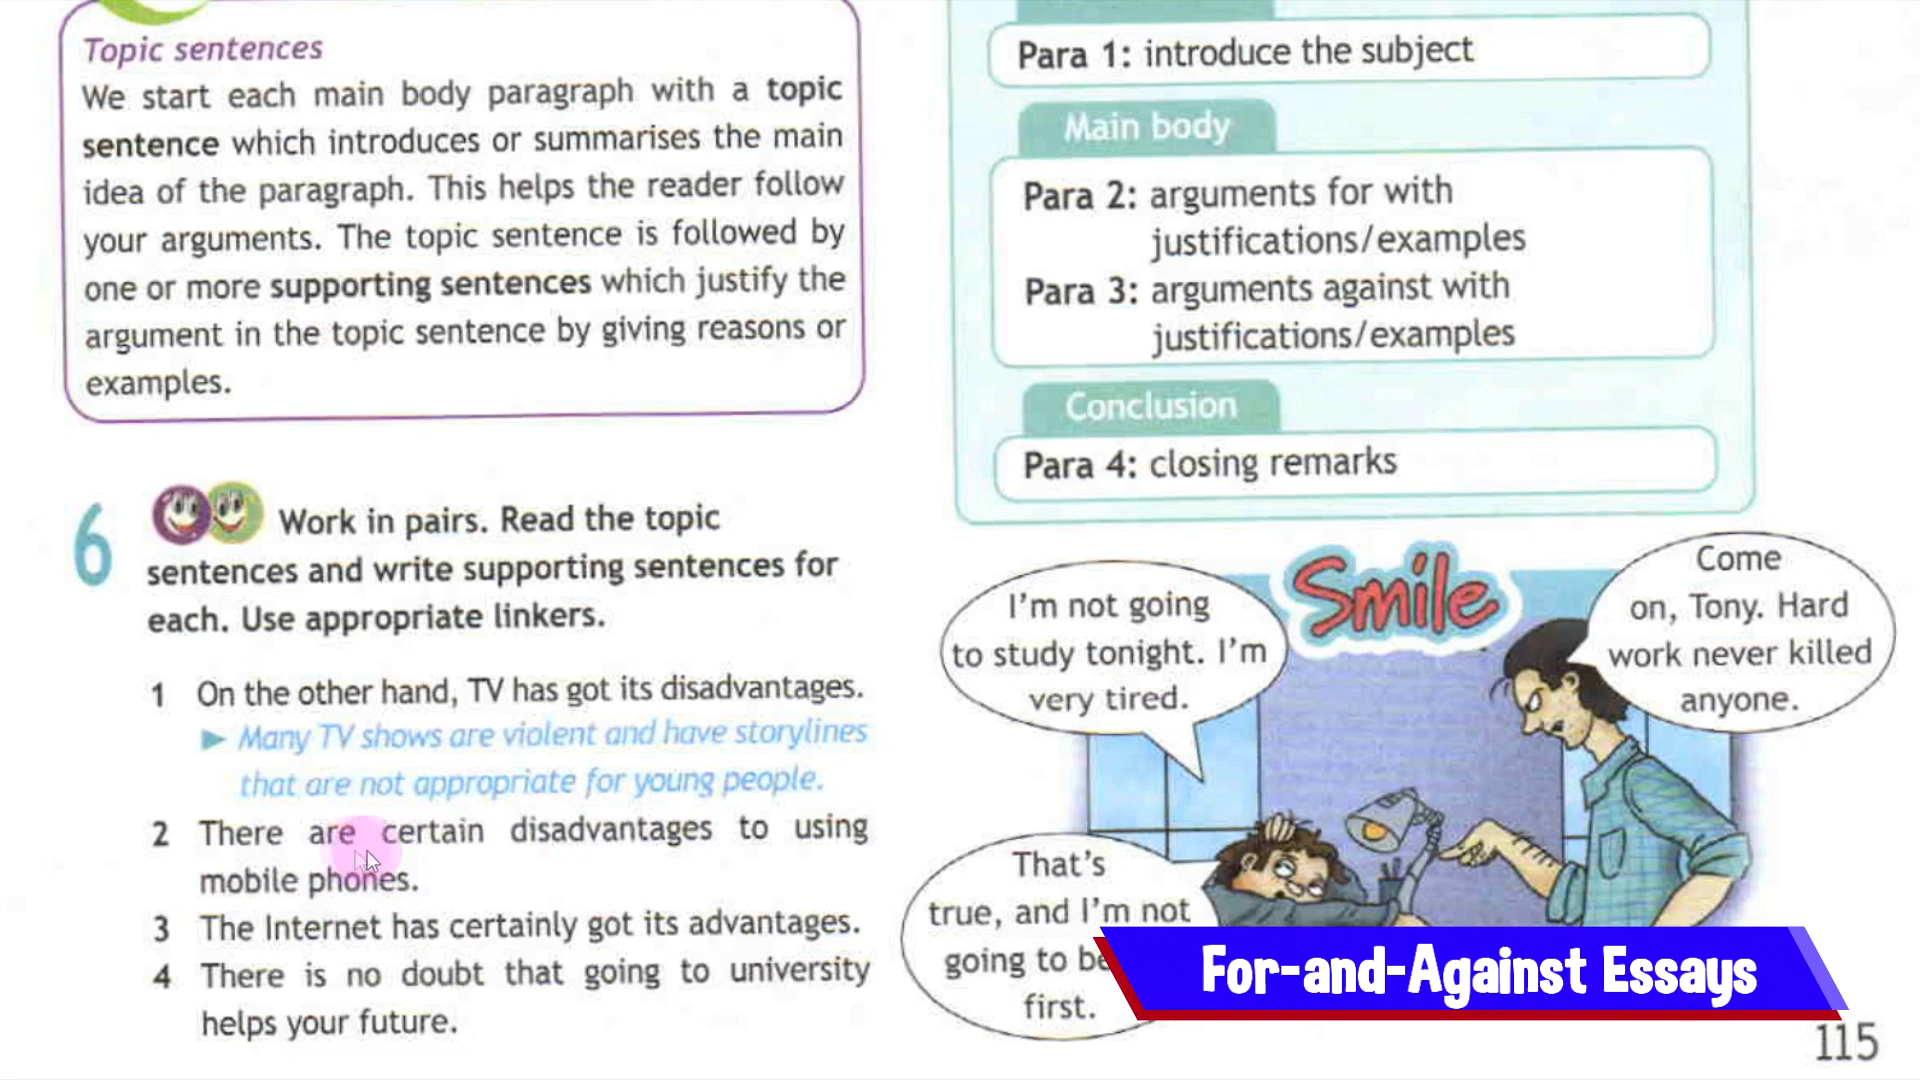 Topic sentences
We start each main body paragraph with a topic
sentence which introduces or summarises the main
idea of the paragraph. This helps the reader follow
your arguments. The topic sentence is followed by
one or more supporting sentences which justify the
argument in the topic sentence by giving reasons or
examples.
6 Work in pairs. Read the topic
sentences and write supporting sentences for
each. Use appropriate linkers.
1 On the other hand, TV has got its disadvantages.
▶ Many TV shows are violent and have storylines
that are not appropriate for young people.
2 There are certain disadvantages to using
mobile phones.
3 The Internet has certainly got its advantages.
4 There is no doubt that going to university
helps your future.
Para 1: introduce the subject
Main body
Para 2: arguments for with
justifications/examples
Para 3: arguments against with
justifications/examples
Conclusion
Para 4: closing remarks
Smile
I'm not going
to study tonight. I'm
very tired.
Come
on, Tony. Hard
work never killed
anyone.
That's
true, and I'm not
going to be
first.
For-and-Against Essays
115